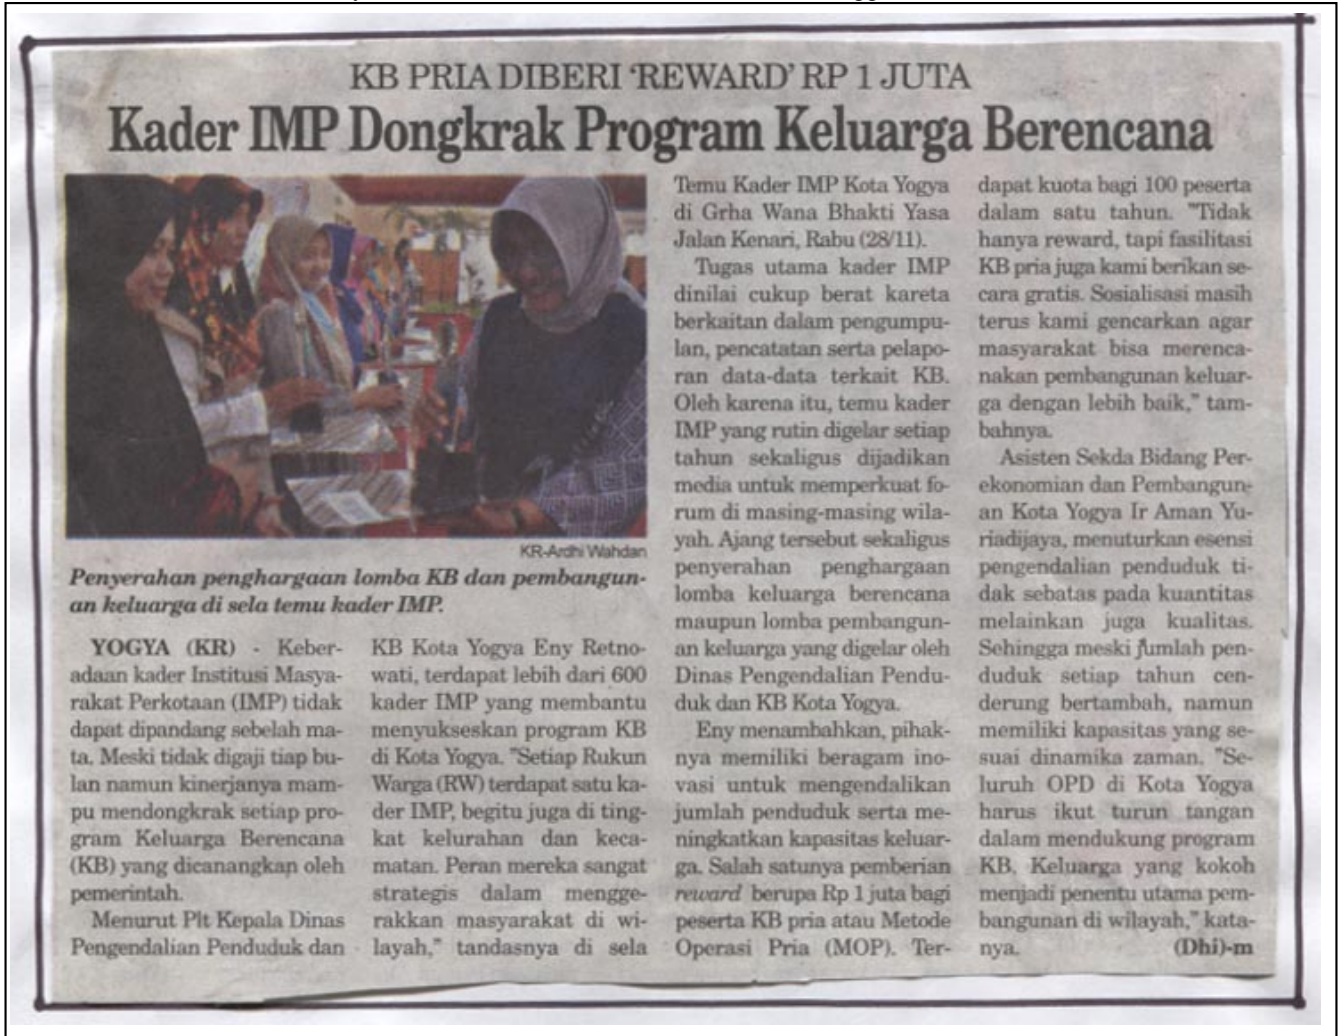 KB PRIA DIBERI 'REWARD' RP 1 JUTA
Kader IMP Dongkrak Program Keluarga Berencana
KR-Ardhi Wahdan
Penyerahan penghargaan lomba KB dan pembangun-
an keluarga di sela temu kader IMP.
YOGYA (KR) - Keber-
adaan kader Institusi Masya-
rakat Perkotaan (IMP) tidak
dapat dipandang sebelah ma-
ta. Meski tidak digaji tiap bu-
lan namun kinerjanya mam-
pu mendongkrak setiap pro-
gram Keluarga Berencana
(KB) yang dicanangkan oleh
pemerintah.
Menurut Plt Kepala Dinas
Pengendalian Penduduk dan
KB Kota Yogya Eny Retno-
wati, terdapat lebih dari 600
kader IMP yang membantu
menyukseskan program KB
di Kota Yogya. "Setiap Rukun
Warga (RW) terdapat satu ka-
der IMP, begitu juga di ting-
kat kelurahan dan keca-
matan. Peran mereka sangat
strategis dalam mengge-
rakkan masyarakat di wi-
layah," tandasnya di sela
Temu Kader IMP Kota Yogya
di Grha Wana Bhakti Yasa
Jalan Kenari, Rabu (28/11).
Tugas utama kader IMP
dinilai cukup berat kareta
berkaitan dalam pengumpu-
lan, pencatatan serta pelapo-
ran data-data terkait KB.
Oleh karena itu, temu kader
IMP yang rutin digelar setiap
tahun sekaligus dijadikan
media untuk memperkuat fo-
rum di masing-masing wila-
yah. Ajang tersebut sekaligus
penyerahan penghargaan
lomba keluarga berencana
maupun lomba pembangun-
an keluarga yang digelar oleh
Dinas Pengendalian Pendu-
duk dan KB Kota Yogya.
Eny menambahkan, pihak-
nya memiliki beragam ino-
vasi untuk mengendalikan
jumlah penduduk serta me-
ningkatkan kapasitas keluar-
ga. Salah satunya pemberian
reward berupa Rp 1 juta bagi
peserta KB pria atau Metode
Operasi Pria (MOP). Ter-
dapat kuota bagi 100 peserta
dalam satu tahun. "Tidak
hanya reward, tapi fasilitasi
KB pria juga kami berikan se-
cara gratis. Sosialisasi masih
terus kami gencarkan agar
masyarakat bisa merenca-
nakan pembangunan keluar-
ga dengan lebih baik," tam-
bahnya.
Asisten Sekda Bidang Per-
ekonomian dan Pembangun-
an Kota Yogya Ir Aman Yu-
riadijaya, menuturkan esensi
pengendalian penduduk ti-
dak sebatas pada kuantitas
melainkan juga kualitas.
Sehingga meski jumlah pen-
duduk setiap tahun cen-
derung bertambah, namun
memiliki kapasitas yang se-
suai dinamika zaman. "Se-
luruh OPD di Kota Yogya
harus ikut turun tangan
dalam mendukung program
KB. Keluarga yang kokoh
menjadi penentu utama pem-
bangunan di wilayah," kata-
nya. (Dhi)-m